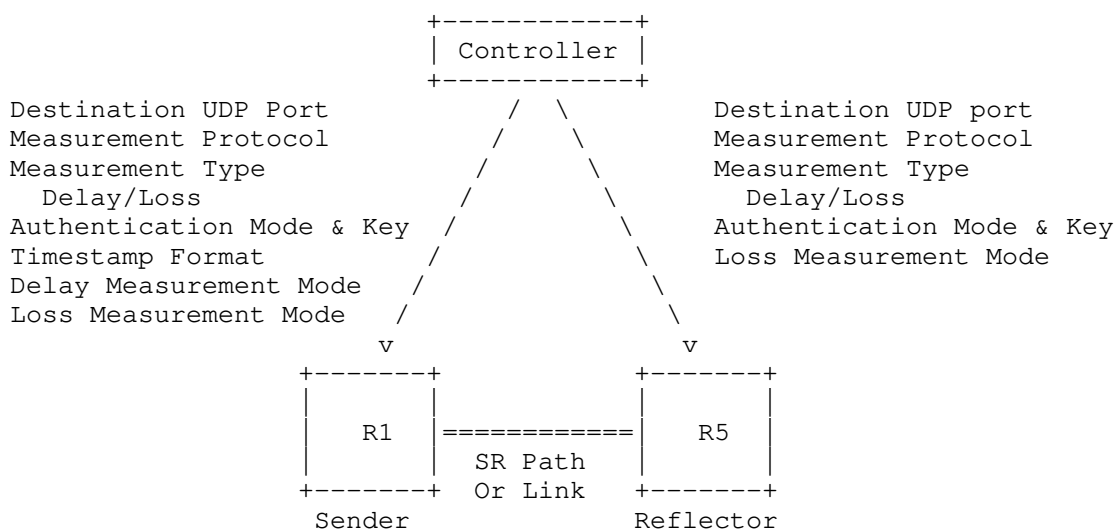 Controller
Destination UDP Port
Measurement Protocol
Measurement Type
Delay/Loss
Authentication Mode & Key
Timestamp Format
Delay Measurement Mode
Loss Measurement Mode
Destination UDP port
Measurement Protocol
Measurement Type
Delay/Loss
Authentication Mode & Key
Loss Measurement Mode
R1
SR Path
Or Link
R5
Sender
Reflector